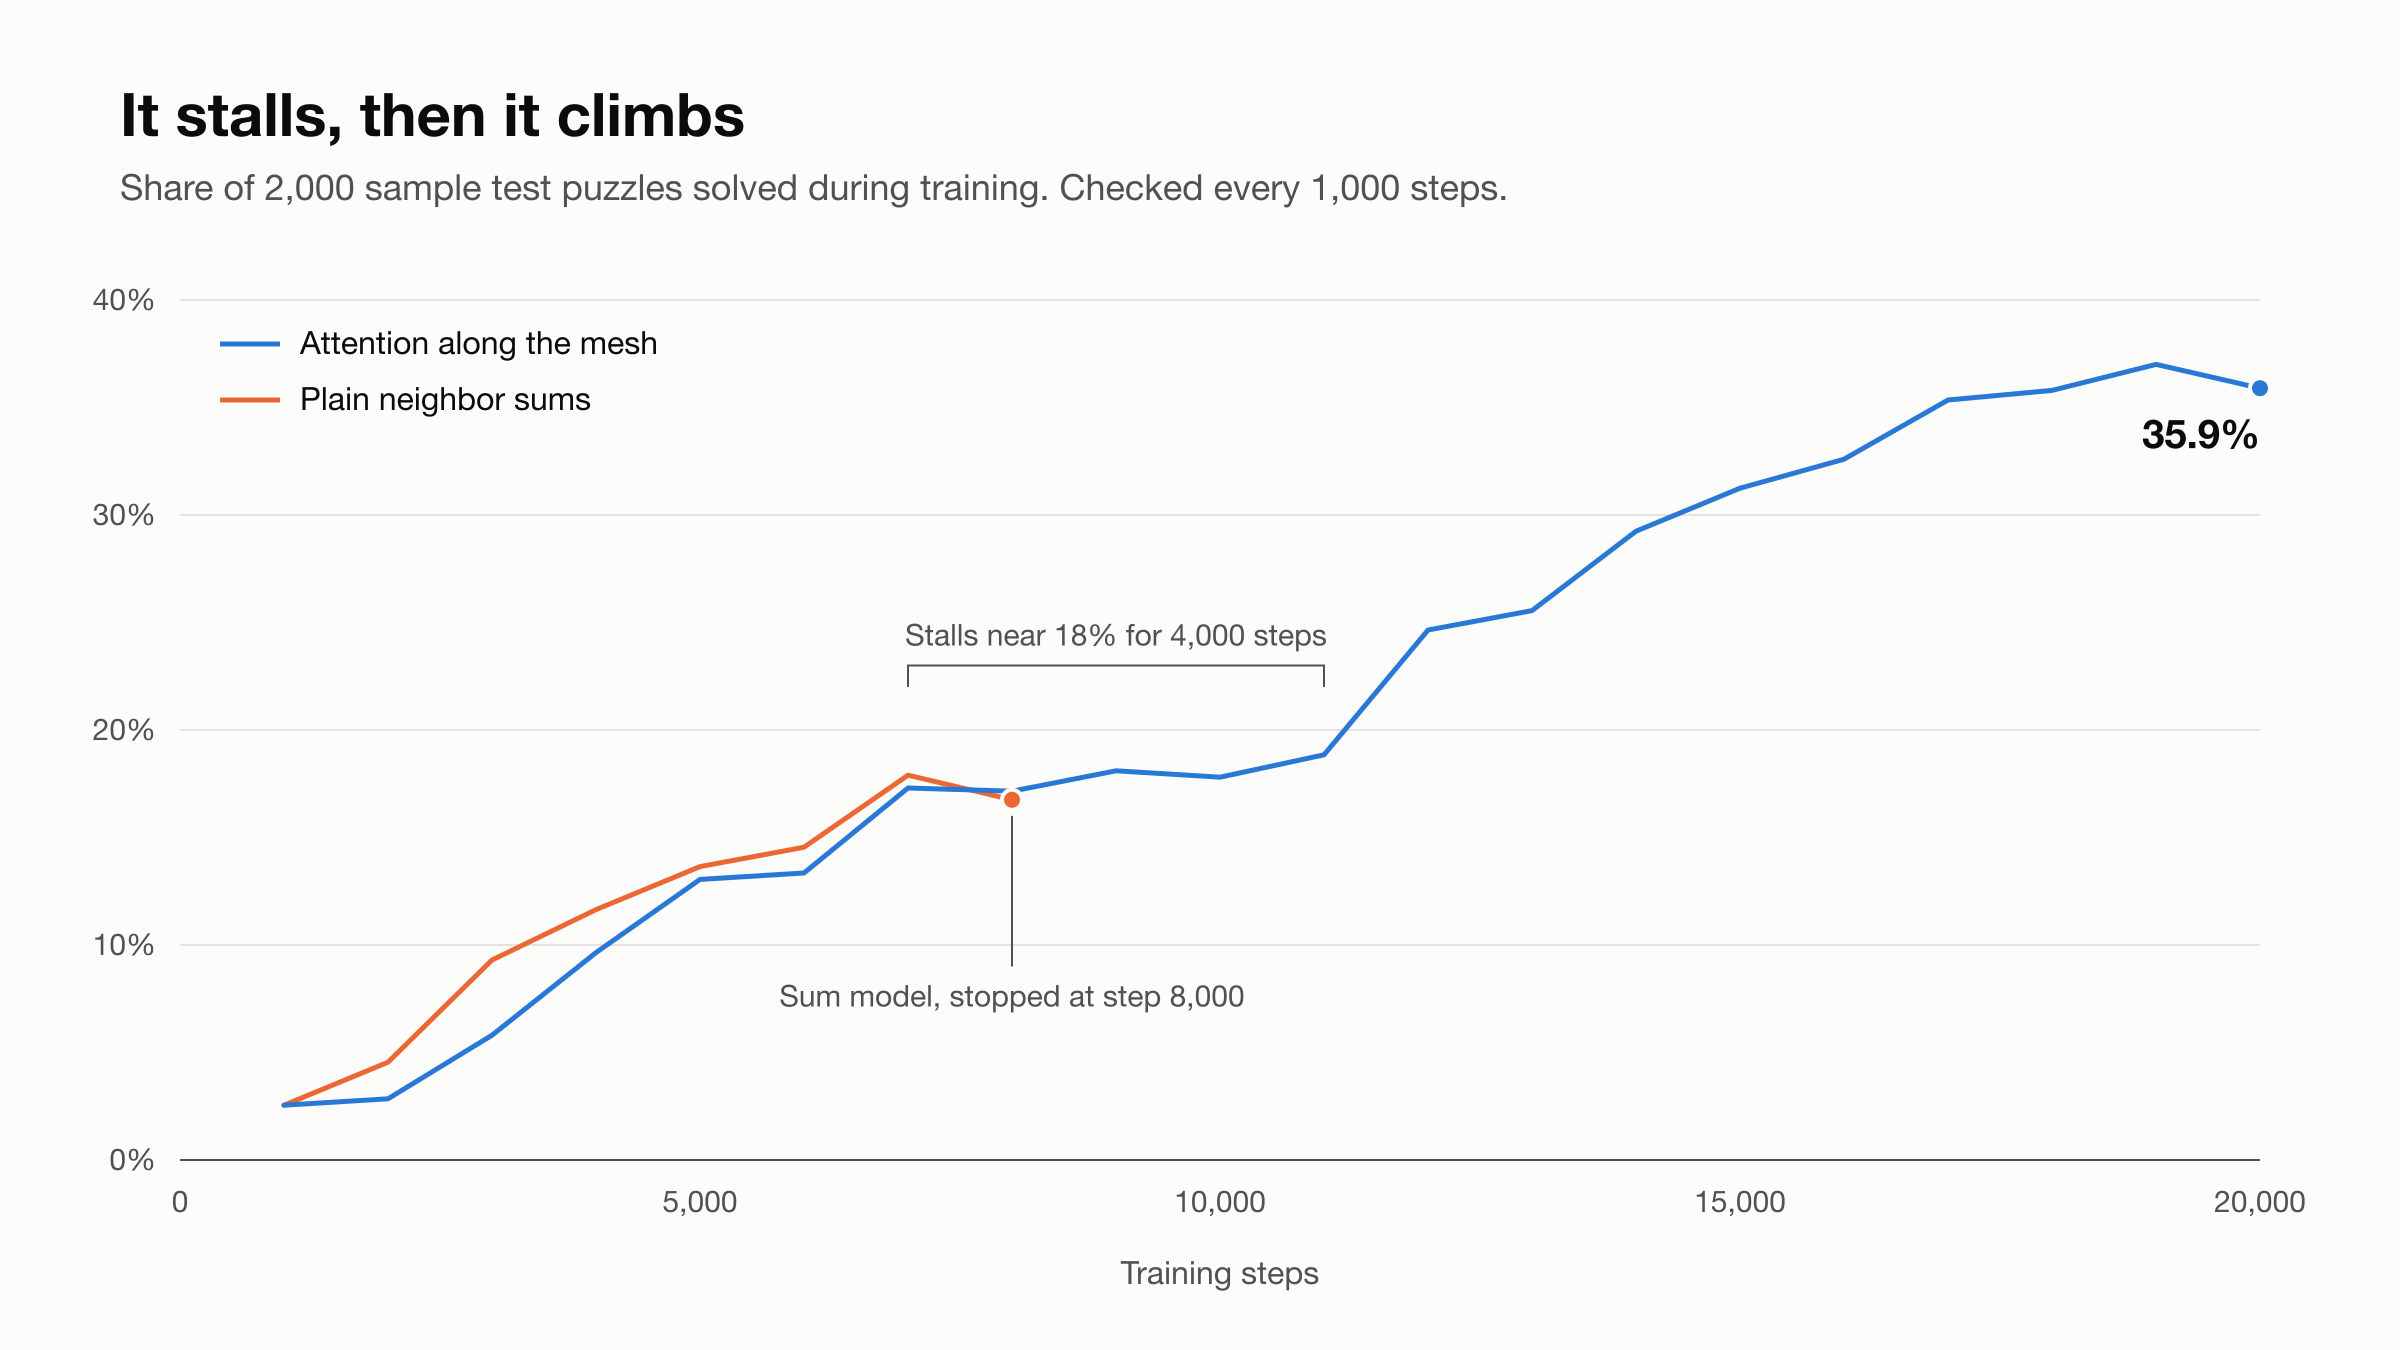 It stalls, then it climbs
Share of 2,000 sample test puzzles solved during training. Checked every 1,000 steps.
40%
Attention along the mesh
Plain neighbor sums
35.9%
30%
Stalls near 18% for 4,000 steps
20%
10%
Sum model, stopped at step 8,000
0%
0
5,000
10,000
15,000
20,000
Training steps